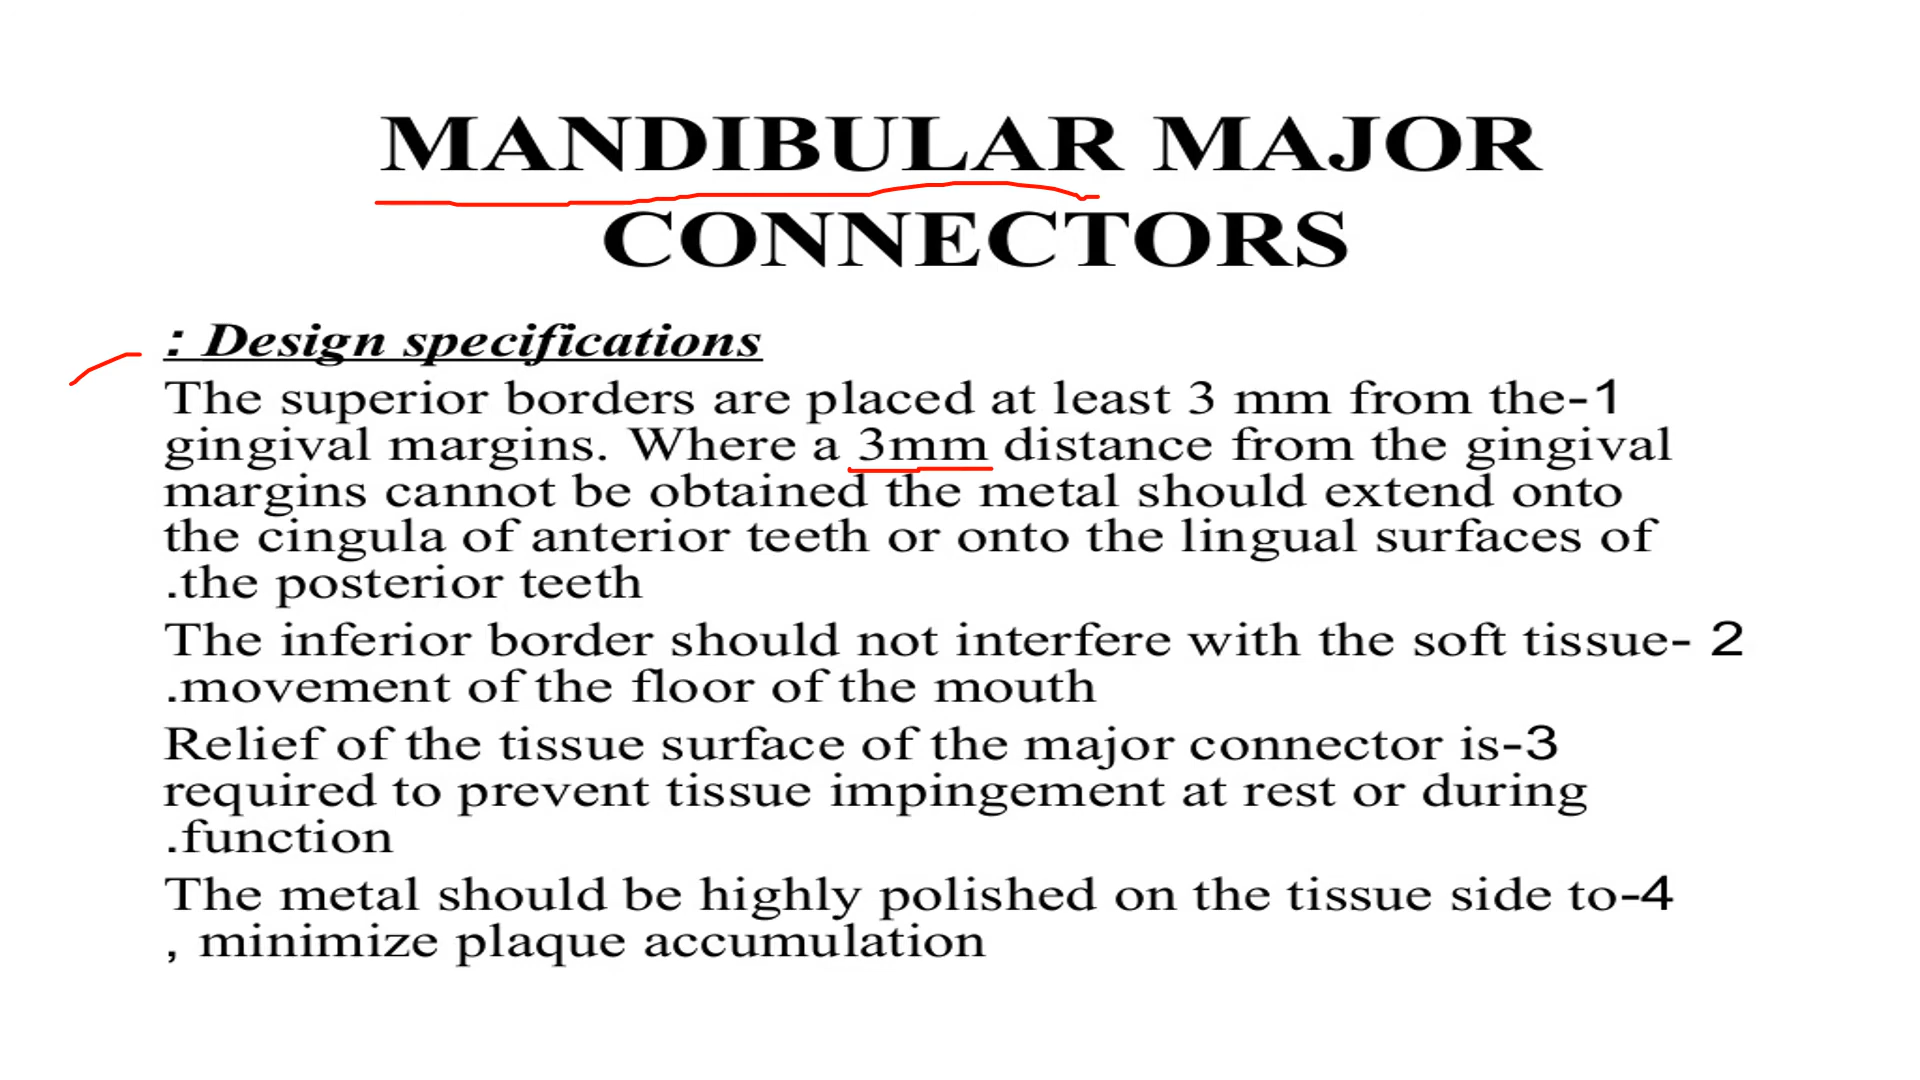 MANDIBULAR MAJOR
CONNECTORS
: Design specifications
The superior borders are placed at least 3 mm from the-1
gingival margins. Where a 3mm distance from the gingival
margins cannot be obtained the metal should extend onto
the cingula of anterior teeth or onto the lingual surfaces of
.the posterior teeth
The inferior border should not interfere with the soft tissue- 2
.movement of the floor of the mouth
Relief of the tissue surface of the major connector is-3
required to prevent tissue impingement at rest or during
.function
The metal should be highly polished on the tissue side to-4
, minimize plaque accumulation